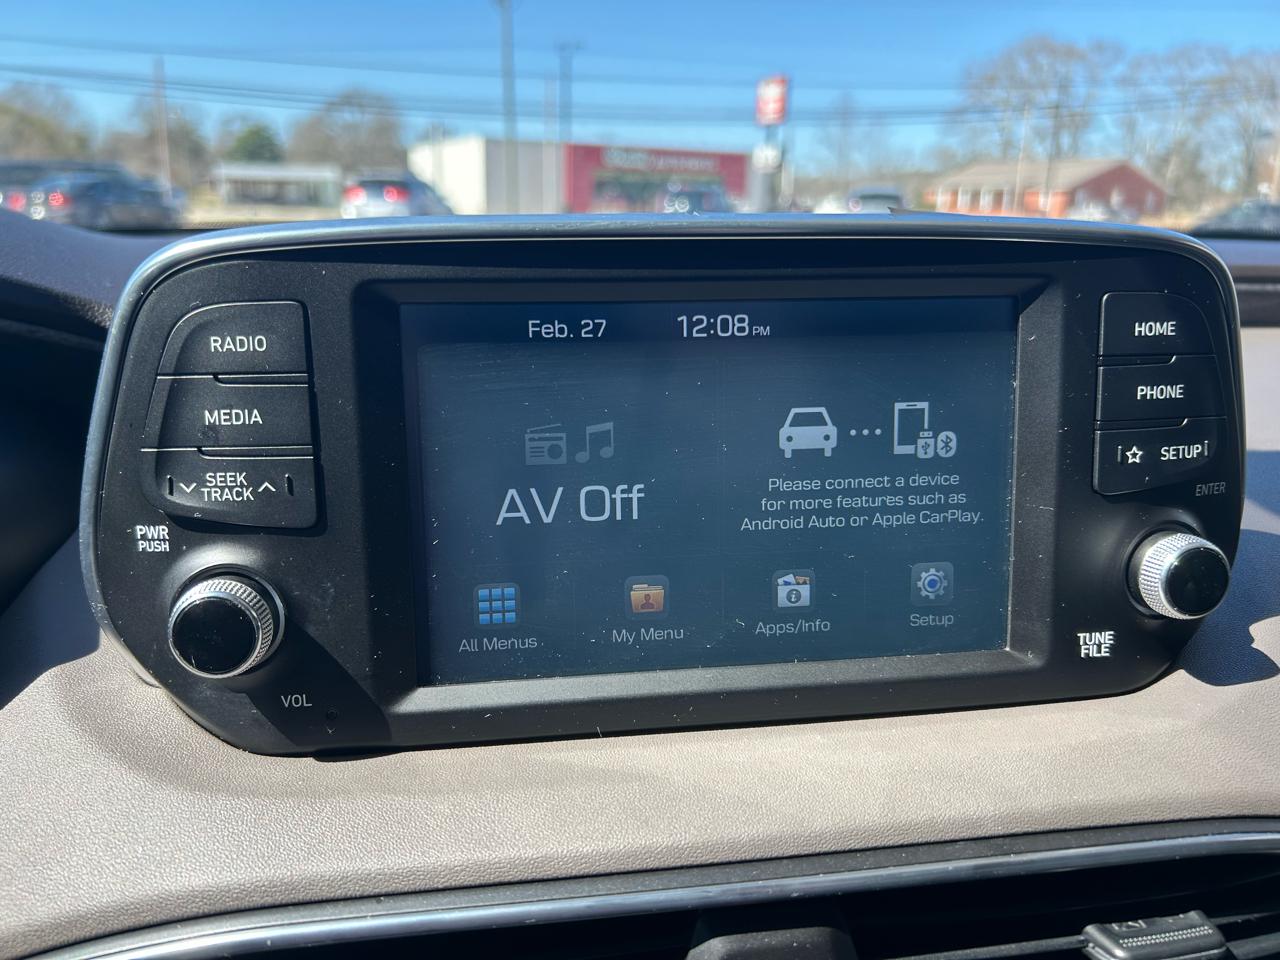 Feb. 27 12:08 PM
RADIO
MEDIA
SEEK
TRACK
PWR
PUSH
VOL
AV Off
Please connect a device
for more features such as
Android Auto or Apple CarPlay.
All Menus
My Menu
Apps/Info
Setup
HOME
PHONE
SETUP
ENTER
TUNE
FILE